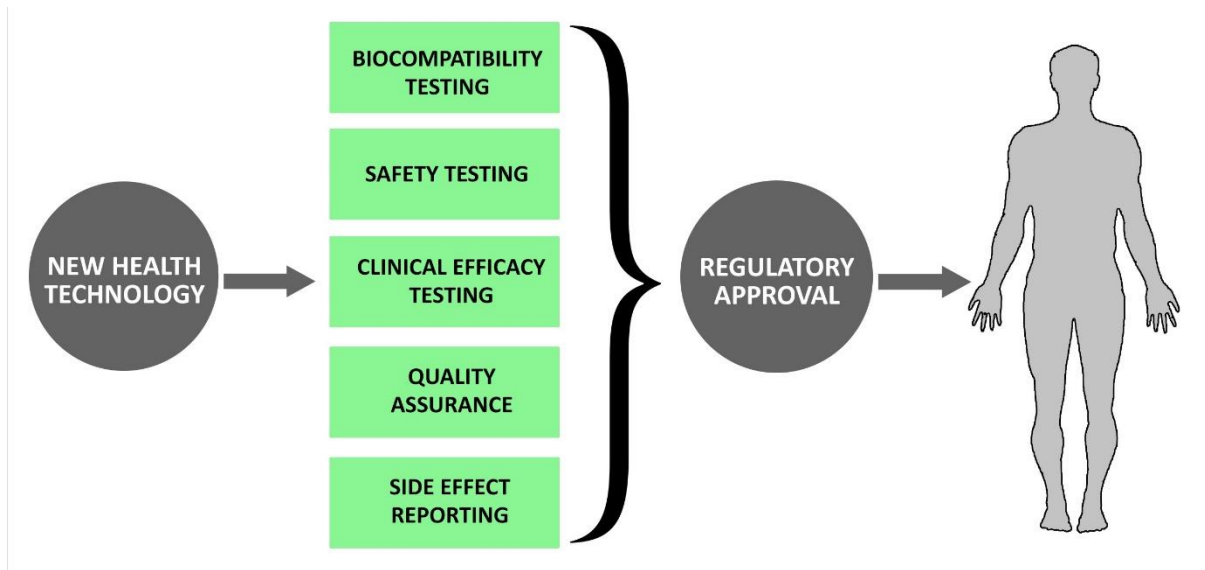 NEW HEALTH
TECHNOLOGY
BIOCOMPATIBILITY
TESTING
SAFETY TESTING
CLINICAL EFFICACY
TESTING
QUALITY
ASSURANCE
SIDE EFFECT
REPORTING
REGULATORY
APPROVAL